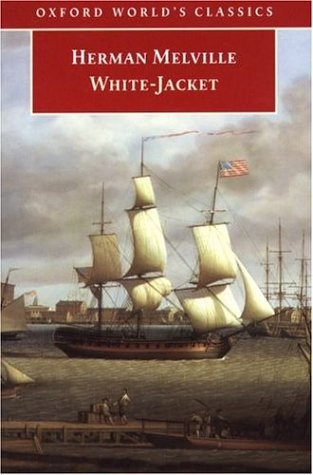 OXFORD WORLD'S CLASSICS
HERMAN MELVILLE
WHITE-JACKET